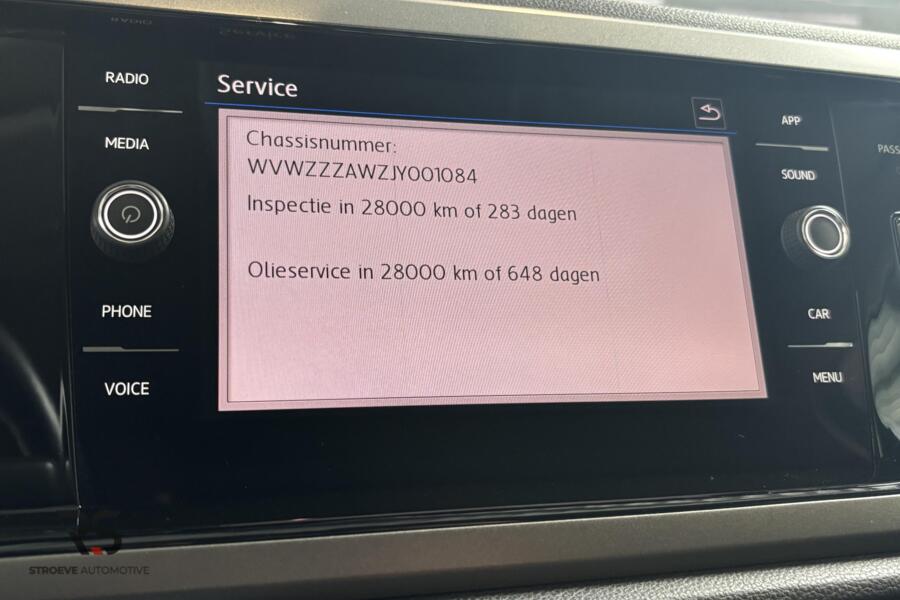 RADIO
Service
MEDIA
PHONE
VOICE
Chassisnummer:
WVWZZZAWZJY001084
Inspectie in 28000 km of 283 dagen
Olieservice in 28000 km of 648 dagen
APP
SOUND
CAR
MENU
PASS
STROEVE AUTOMOTIVE